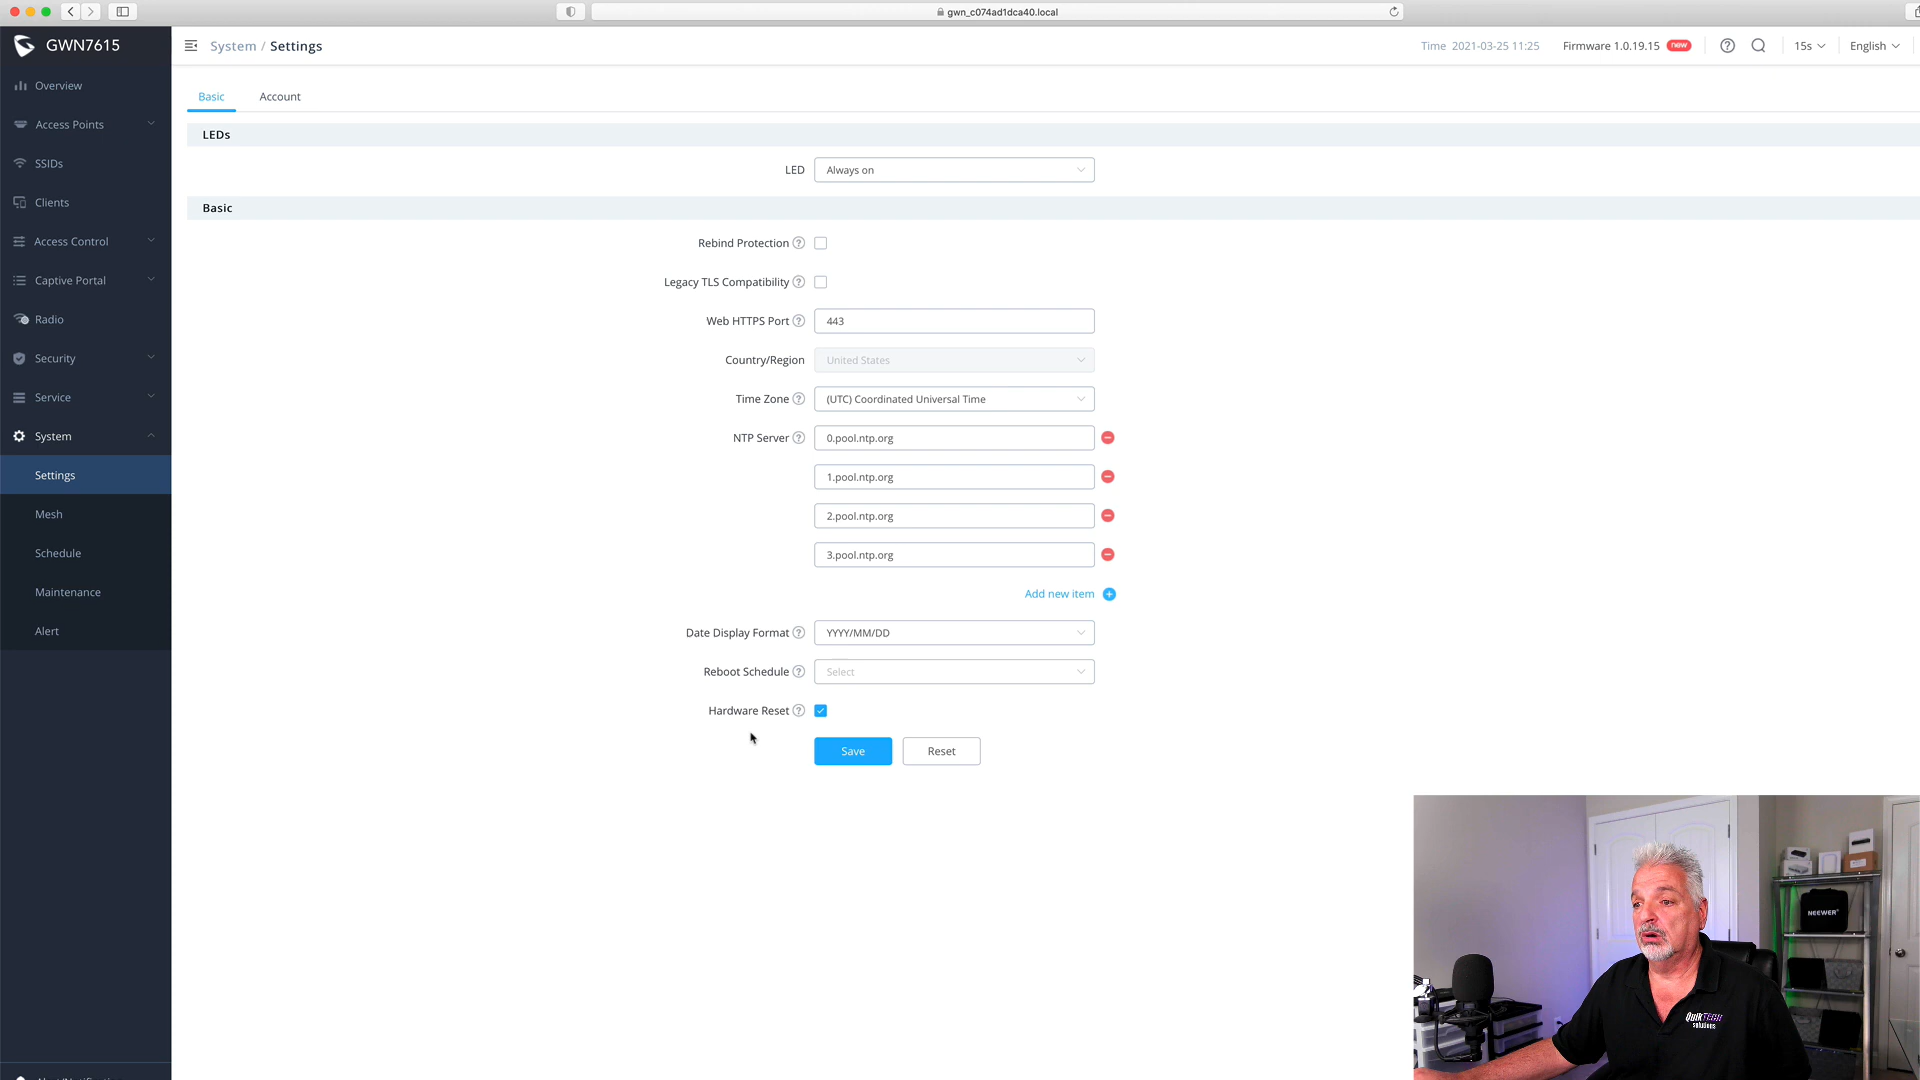 gwn_c074ad1dca40.local
GWN7615
System / Settings
Time 2021-03-25 11:25
Firmware 1.0.19.15 new
15s
English
Overview
Access Points
SSIDs
Clients
Access Control
Captive Portal
Radio
Security
Service
System
Settings
Mesh
Schedule
Maintenance
Alert
Basic Account
LEDs
LED Always on
Basic
Rebind Protection ?
Legacy TLS Compatibility ?
Web HTTPS Port ? 443
Country/Region United States
Time Zone ? (UTC) Coordinated Universal Time
NTP Server ? 0.pool.ntp.org
1.pool.ntp.org
2.pool.ntp.org
3.pool.ntp.org
Add new item
Date Display Format ? YYYY/MM/DD
Reboot Schedule ? Select
Hardware Reset ?
Save Reset
NEEWER
QuikTECH
solutions